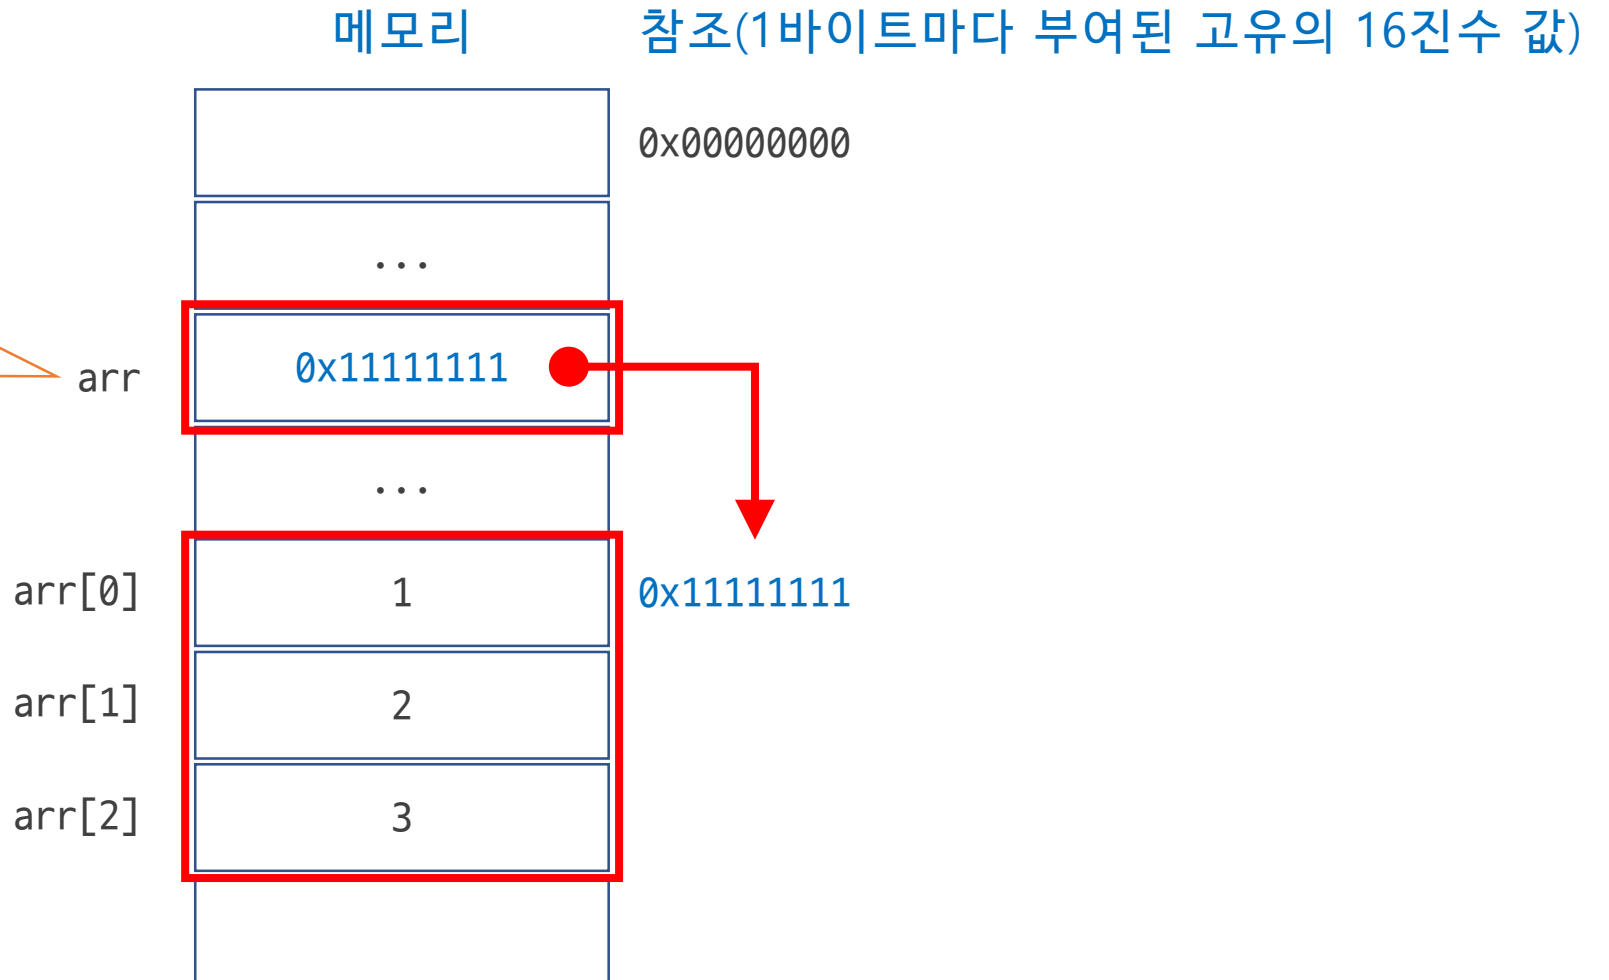 메모리 참조(1바이트마다 부여된 고유의 16진수 값)
0x00000000
...
arr 0x11111111
...
arr[0] 1 0x11111111
arr[1] 2
arr[2] 3